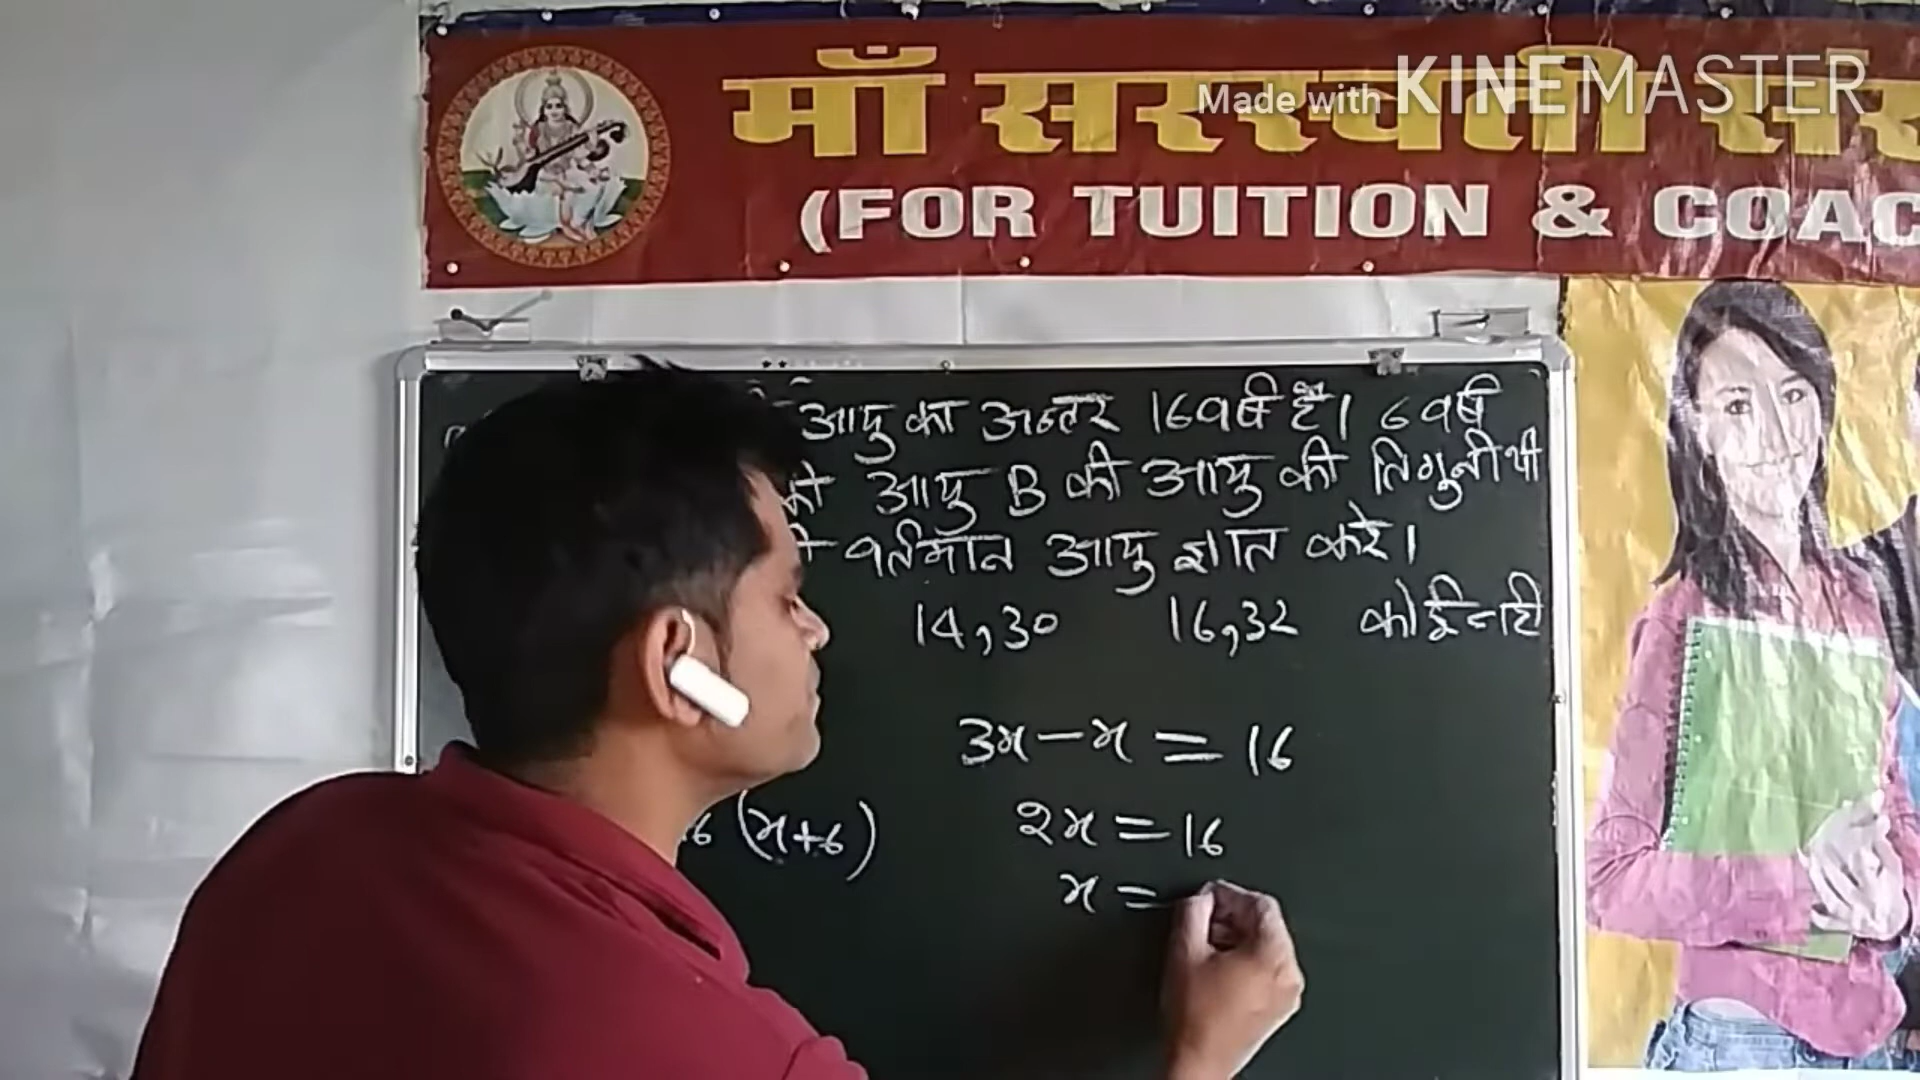 माँ सरस्वती
Made with KINEMASTER
(FOR TUITION & COAC
आयु का अन्तर 16 वर्ष है। 6 वर्ष
आयु B की आयु की तिगुनी थी
वर्तमान आयु ज्ञात करे।
14,30 16,32 कोई नही
3x-x = 16
(x+6) 2x = 16
x =